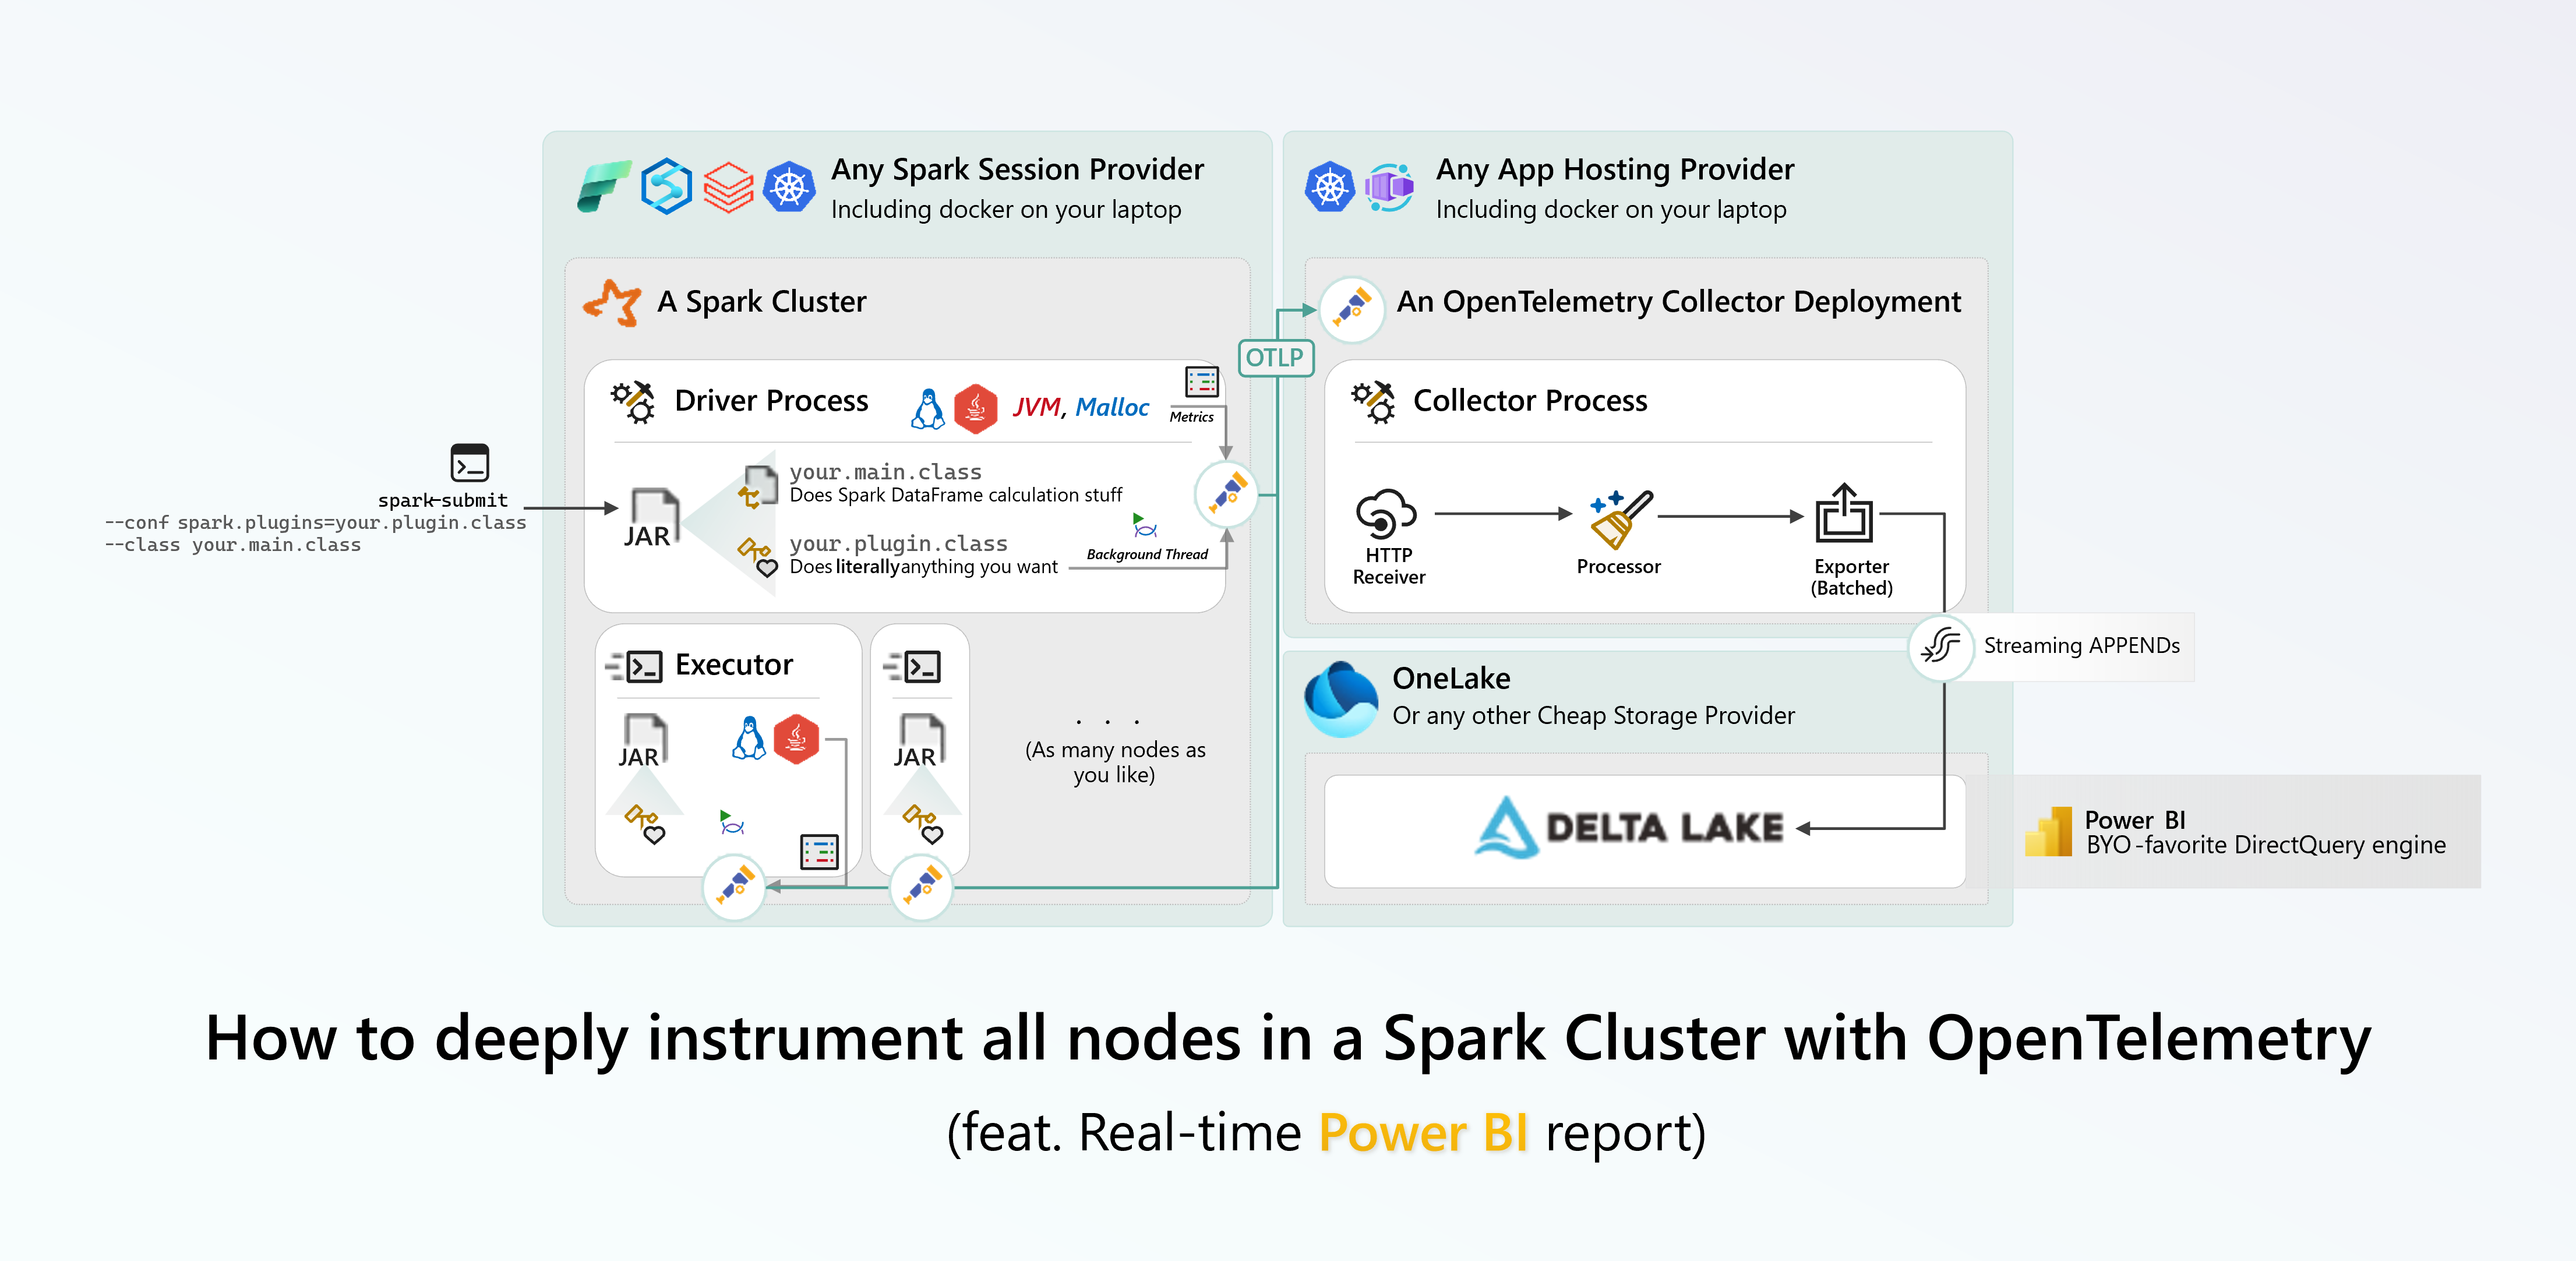 Any Spark Session Provider
Including docker on your laptop
Any App Hosting Provider
Including docker on your laptop
A Spark Cluster
An OpenTelemetry Collector Deployment
OTLP
Driver Process
JVM, Malloc
Metrics
Collector Process
spark-submit
--conf spark.plugins=your.plugin.class
--class your.main.class
JAR
your.main.class
Does Spark DataFrame calculation stuff
your.plugin.class
Does literally anything you want
Background Thread
HTTP
Receiver
Processor
Exporter
(Batched)
Streaming APPENDs
Executor
JAR
JAR
. . .
(As many nodes as
you like)
OneLake
Or any other Cheap Storage Provider
DELTA LAKE
Power BI
BYO-favorite DirectQuery engine
How to deeply instrument all nodes in a Spark Cluster with OpenTelemetry
(feat. Real-time Power BI report)